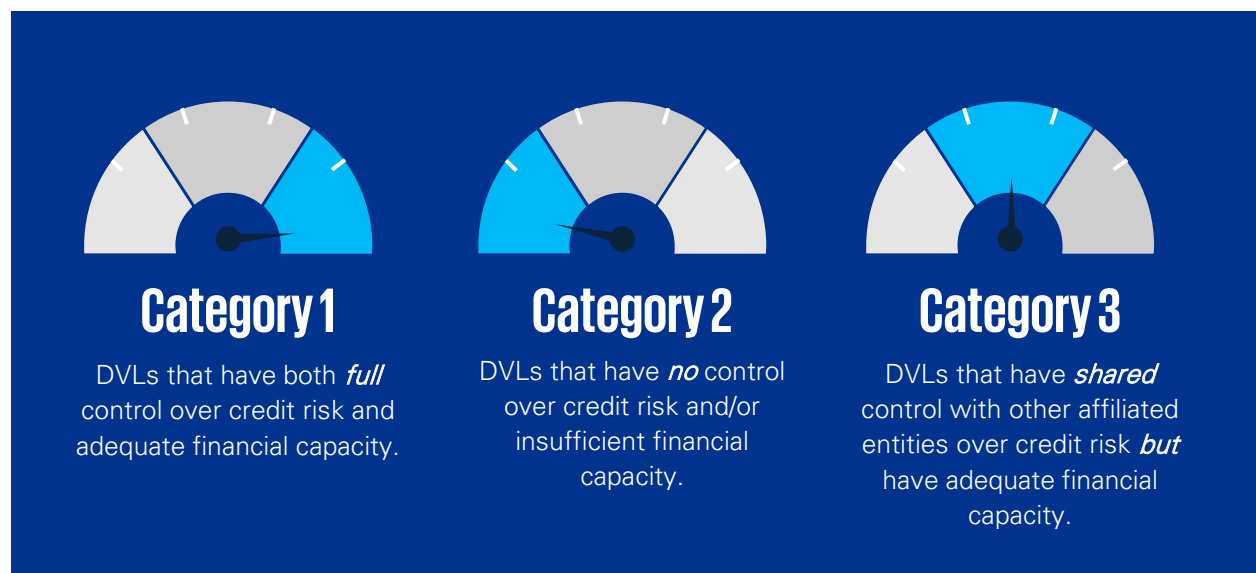 Category 1
DVLs that have both full
control over credit risk and
adequate financial capacity.
Category 2
DVLs that have no control
over credit risk and/or
insufficient financial
capacity.
Category 3
DVLs that have shared
control with other affiliated
entities over credit risk but
have adequate financial
capacity.